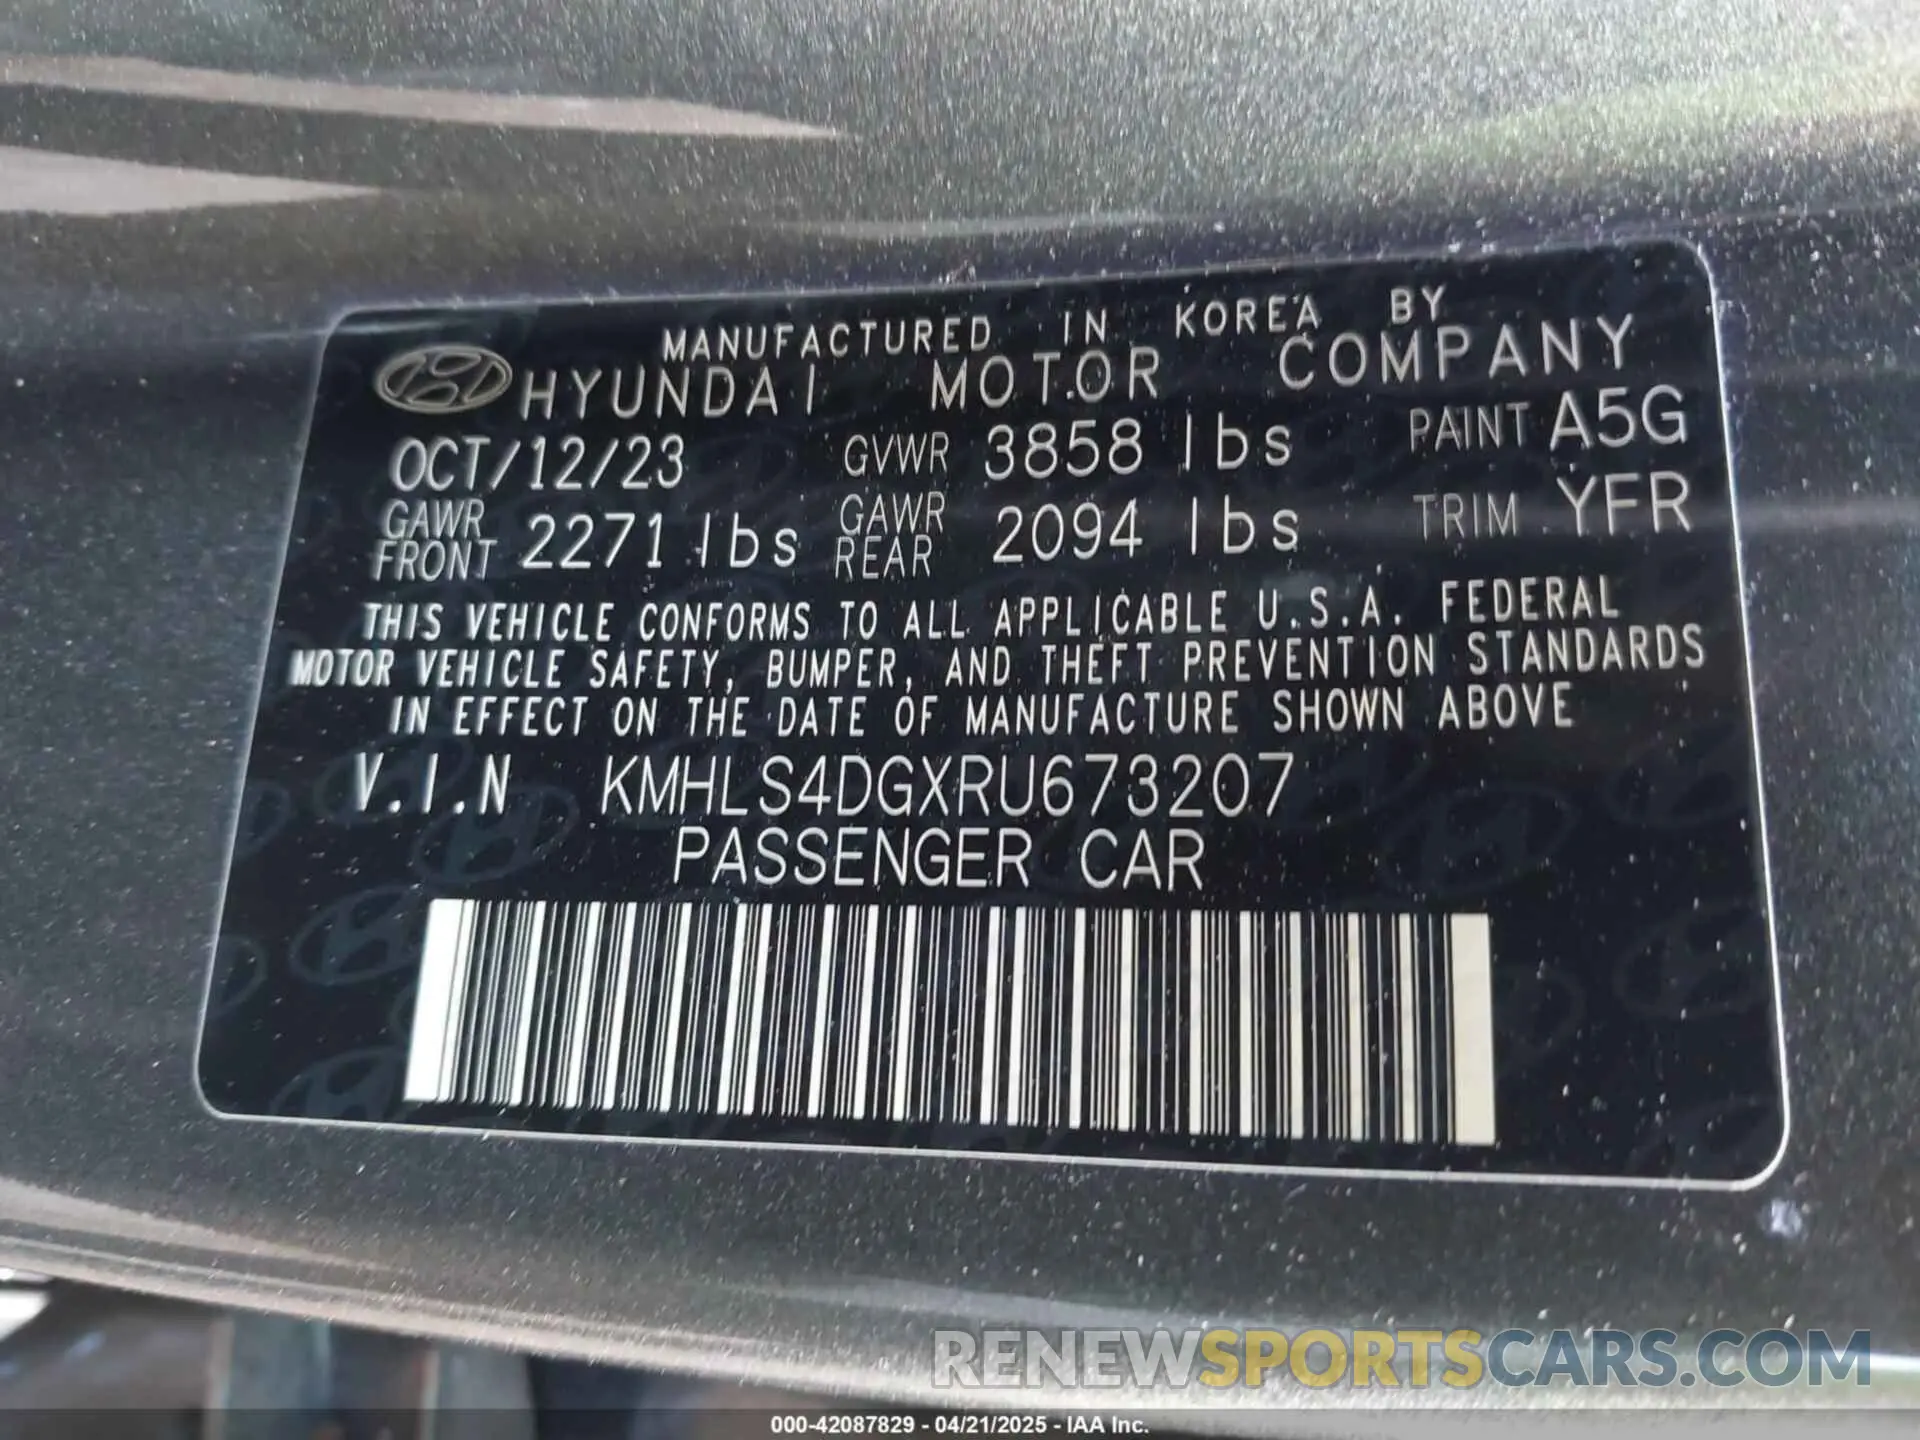 MANUFACTURED IN KOREA BY
HYUNDAI MOTOR COMPANY
OCT/12/23 GVWR 3858 lbs PAINT A5G
GAWR FRONT 2271 lbs GAWR REAR 2094 lbs TRIM YFR
THIS VEHICLE CONFORMS TO ALL APPLICABLE U.S.A. FEDERAL
MOTOR VEHICLE SAFETY, BUMPER, AND THEFT PREVENTION STANDARDS
IN EFFECT ON THE DATE OF MANUFACTURE SHOWN ABOVE
V.I.N KMHLS4DGXRU673207
PASSENGER CAR
RENEWSPORTSCARS.COM
000-42087829 - 04/21/2025 - IAA Inc.